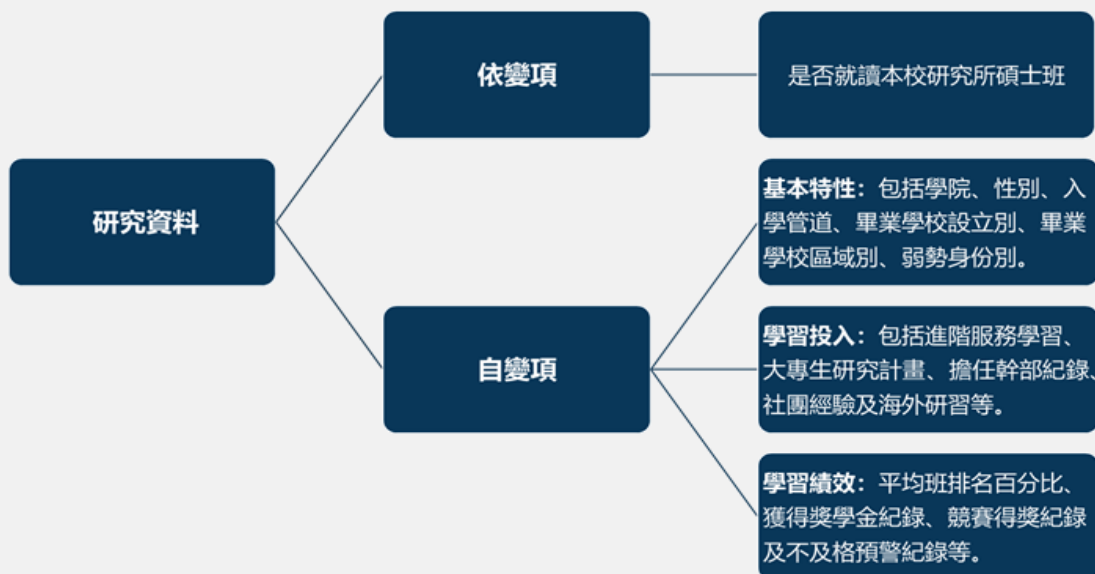 研究資料
依變項
是否就讀本校研究所碩士班
自變項
基本特性：包括學院、性別、入
學管道、畢業學校設立別、畢業
學校區域別、弱勢身份別。
學習投入：包括進階服務學習、
大專生研究計畫、擔任幹部紀錄、
社團經驗及海外研習等。
學習績效：平均班排名百分比、
獲得獎學金紀錄、競賽得獎紀錄
及不及格預警紀錄等。